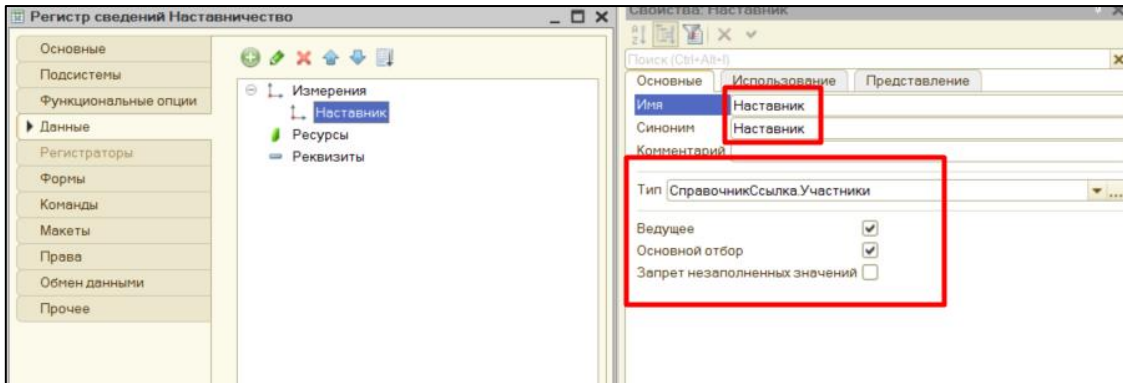 Регистр сведений Наставничество
Основные
Подсистемы
Функциональные опции
Данные
Регистраторы
Формы
Команды
Макеты
Права
Обмен данными
Прочее
Измерения
Наставник
Ресурсы
Реквизиты
Свойства: Наставник
Поиск (Ctrl+Alt+I)
Основные Использование Представление
Имя Наставник
Синоним Наставник
Комментарий
Тип СправочникСсылка.Участники
Ведущее
Основной отбор
Запрет незаполненных значений